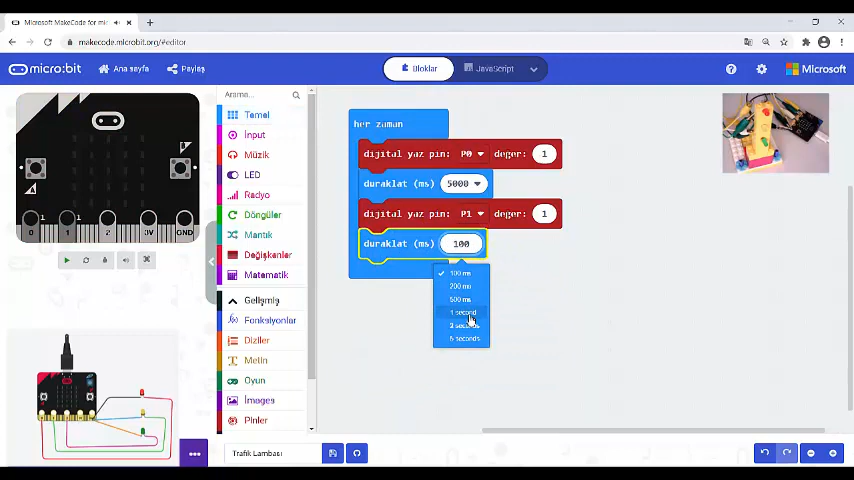 Microsoft MakeCode for mic
makecode.microbit.org/#editor
micro:bit
Ana sayfa
Paylaş
Bloklar
JavaScript
Microsoft
Arama...
Temel
Input
Müzik
LED
Radyo
Döngüler
Mantık
Değişkenler
Matematik
Gelişmiş
Fonksiyonlar
Diziler
Metin
Oyun
Images
Pinler
A
0
1
2
3V
GND
her zaman
dijital yaz pin: P0 değer: 1
duraklat (ms) 5000
dijital yaz pin: P1 değer: 1
duraklat (ms) 100
100 ms
200 ms
500 ms
1 second
2 seconds
5 seconds
Trafik Lambası